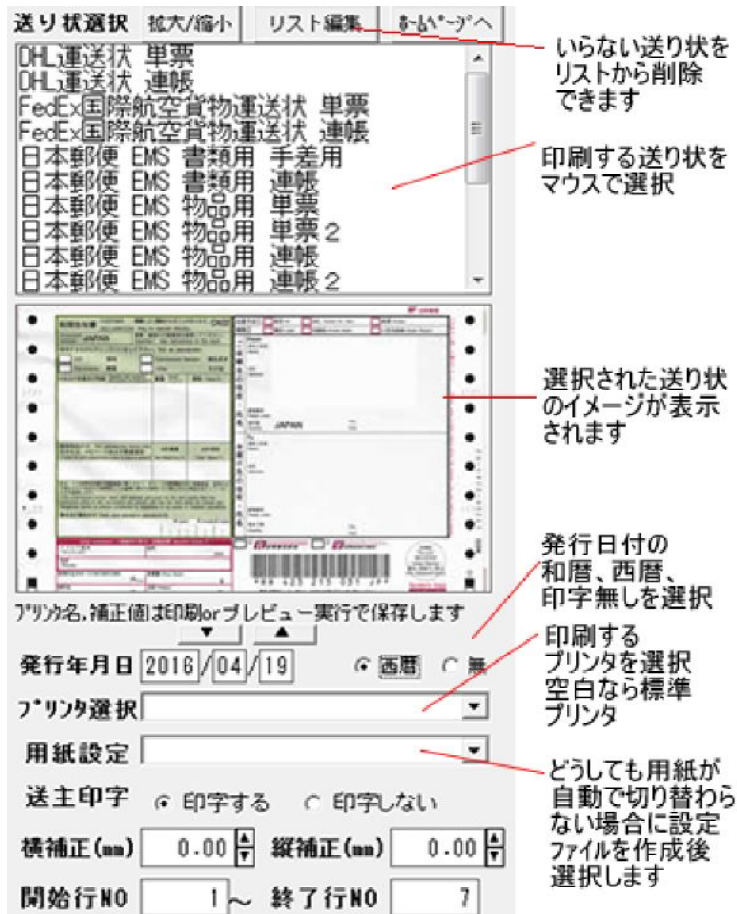 送り状選択 拡大/縮小 リスト編集 ﾎｰﾑﾍﾟｰｼﾞへ
DHL運送状 単票
DHL運送状 連帳
FedEx国際航空貨物運送状 単票
FedEx国際航空貨物運送状 連帳
日本郵便 EMS 書類用 手差用
日本郵便 EMS 書類用 連帳
日本郵便 EMS 物品用 単票
日本郵便 EMS 物品用 単票2
日本郵便 EMS 物品用 連帳
日本郵便 EMS 物品用 連帳2
いらない送り状を
リストから削除
できます
印刷する送り状を
マウスで選択
JAPAN
JAPAN
選択された送り状
のイメージが表示
されます
ﾌﾟﾘﾝﾀ名,補正値は印刷orプレビュー実行で保存します
発行年月日 2016/04/19 西暦 無
発行日付の
和暦、西暦、
印字無しを選択
ﾌﾟﾘﾝﾀ選択
印刷する
プリンタを選択
空白なら標準
プリンタ
用紙設定
送主印字 印字する 印字しない
横補正(mm) 0.00 縦補正(mm) 0.00
開始行NO 1～ 終了行NO 7
どうしても用紙が
自動で切り替わら
ない場合に設定
ファイルを作成後
選択します